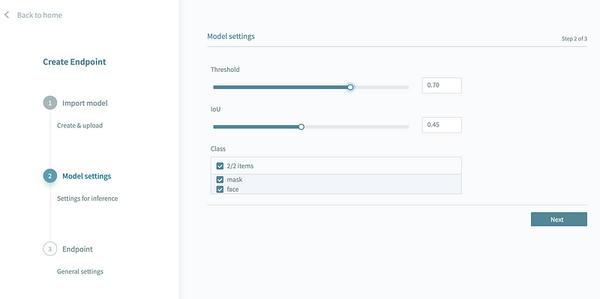 Back to home
Create Endpoint
1 Import model
Create & upload
2 Model settings
Settings for inference
3 Endpoint
General settings
Model settings
Step 2 of 3
Threshold
0.70
IoU
0.45
Class
2/2 items
mask
face
Next